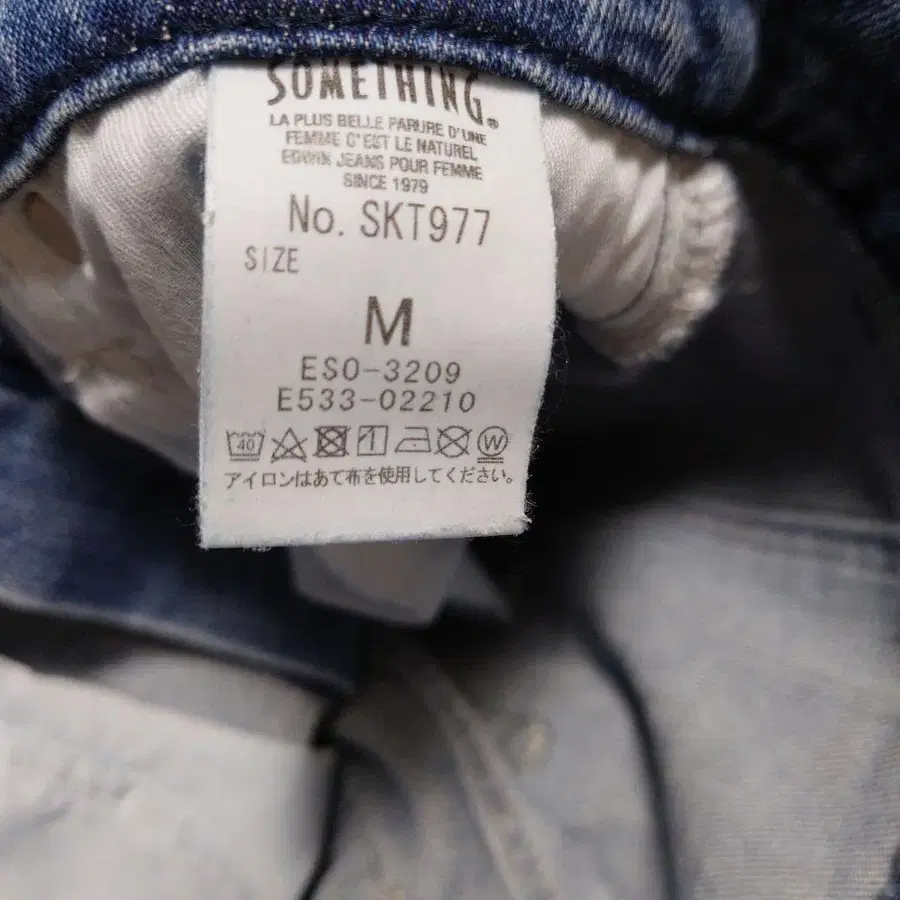 SOMETHING®
LA PLUS BELLE PARURE D'UNE
FEMME C'EST LE NATUREL
EDWIN JEANS POUR FEMME
SINCE 1979
No. SKT977
SIZE
M
ES0-3209
E533-02210
40 1 W
アイロンはあて布を使用してください。